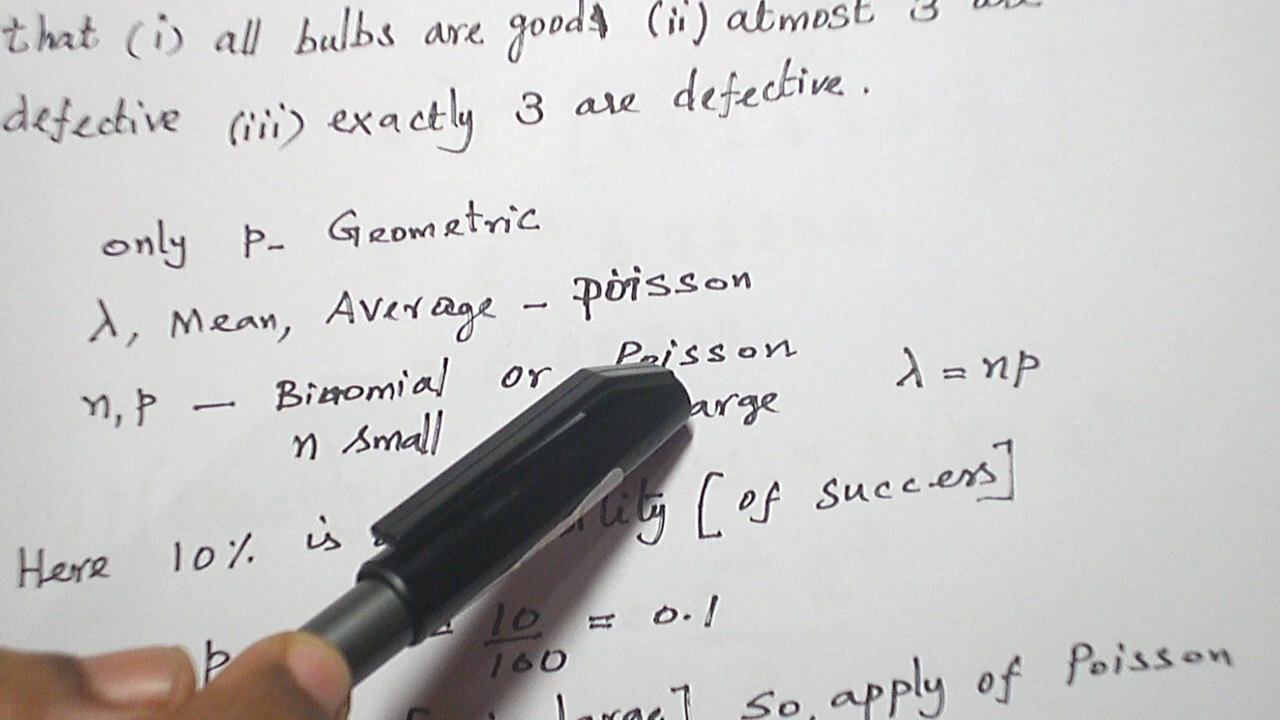 that (i) all bulbs are goods (ii) atmost 3
defective (iii) exactly 3 are defective.
only p- Geometric
λ, Mean, Average - poisson
n, p — Binomial or Poisson λ = np
n small arge
Here 10% is lity [of success]
p = 10/100 = 0.1
large] So, apply of Poisson